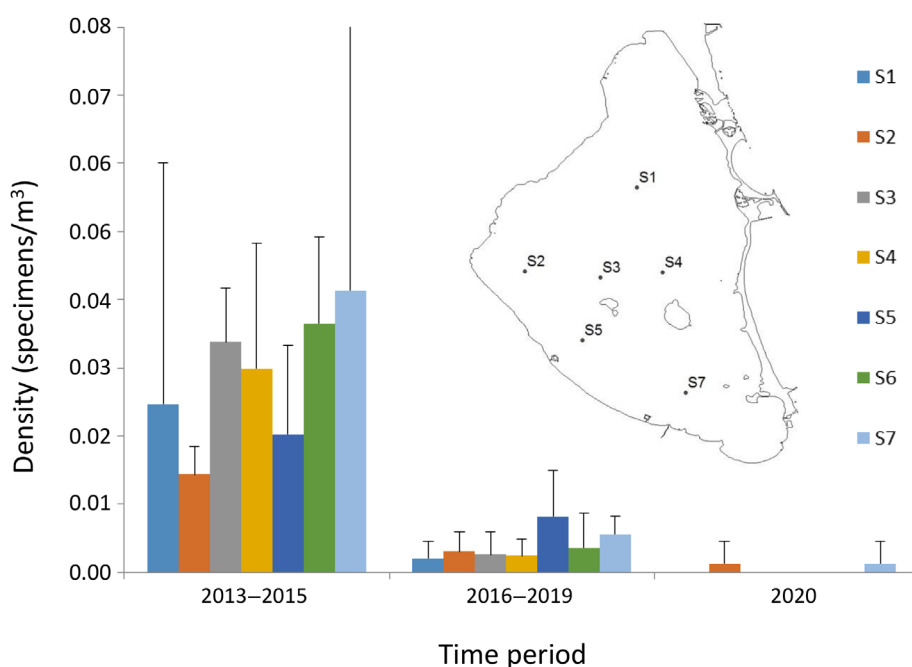 0.08
0.07
0.06
0.06
0.04
0.03
0.02
0.01
0.00
Density (specimens/m³)
2013–2015
2016–2019
2020
Time period
S1
S2
S3
S4
S5
S7
S1
S2
S3
S4
S5
S6
S7